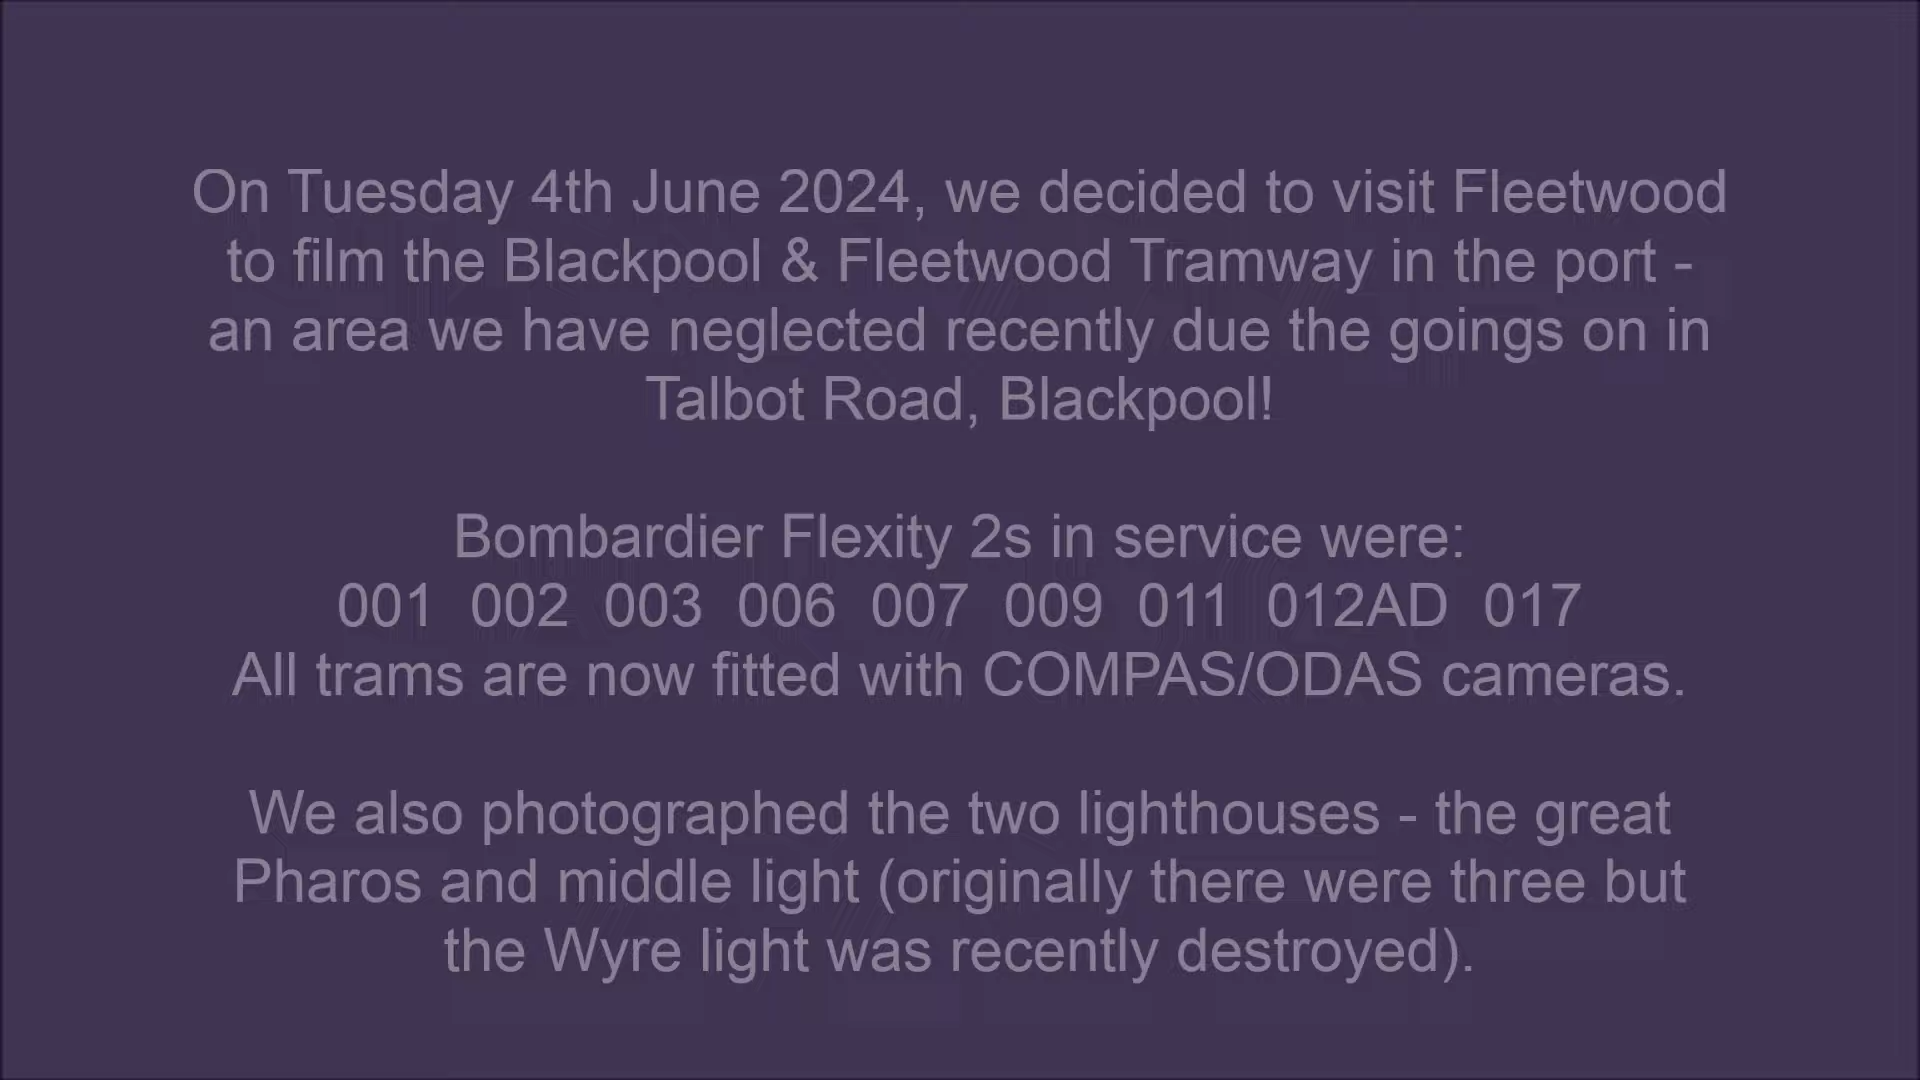 On Tuesday 4th June 2024, we decided to visit Fleetwood
to film the Blackpool & Fleetwood Tramway in the port -
an area we have neglected recently due the goings on in
Talbot Road, Blackpool!
Bombardier Flexity 2s in service were:
001 002 003 006 007 009 011 012AD 017
All trams are now fitted with COMPAS/ODAS cameras.
We also photographed the two lighthouses - the great
Pharos and middle light (originally there were three but
the Wyre light was recently destroyed).